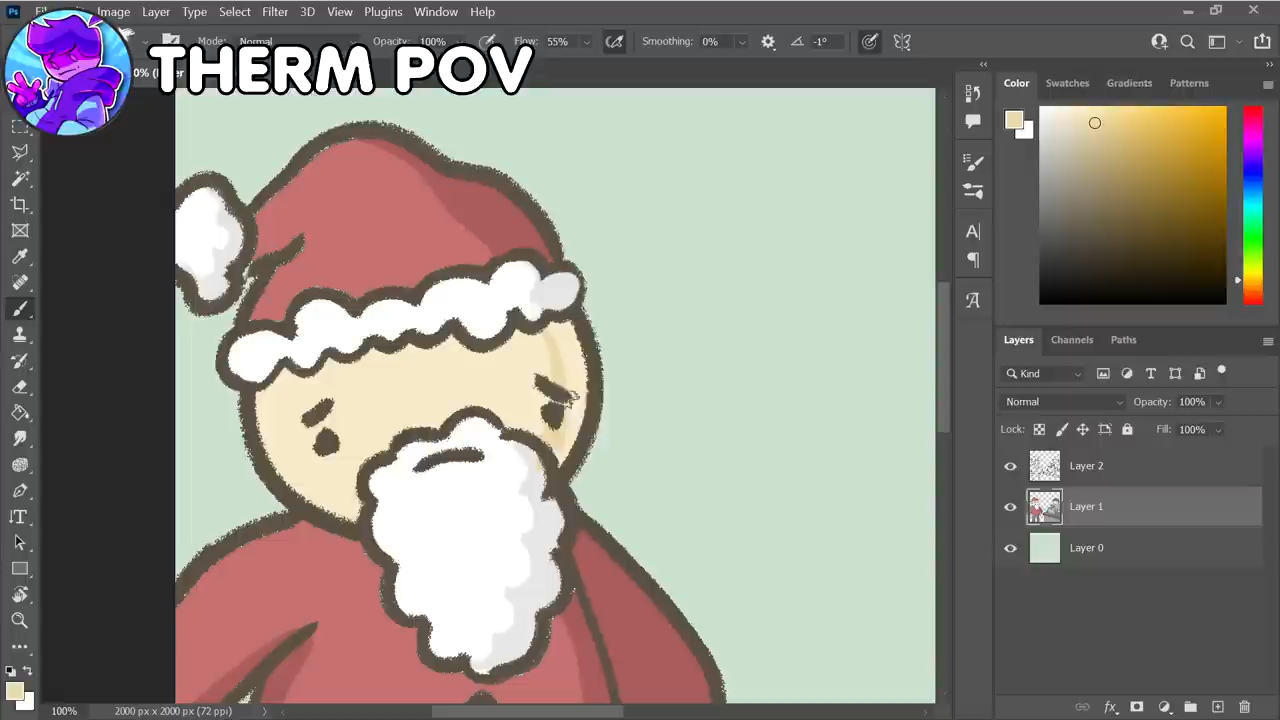 Ps
Image Layer Type Select Filter 3D View Plugins Window Help
Mode: Normal Opacity: 100% Flow: 55% Smoothing: 0% -1°
THERM POV
Color Swatches Gradients Patterns
Layers Channels Paths
Kind
Normal Opacity: 100%
Lock: Fill: 100%
Layer 2
Layer 1
Layer 0
100% 2000 px x 2000 px (72 ppi)